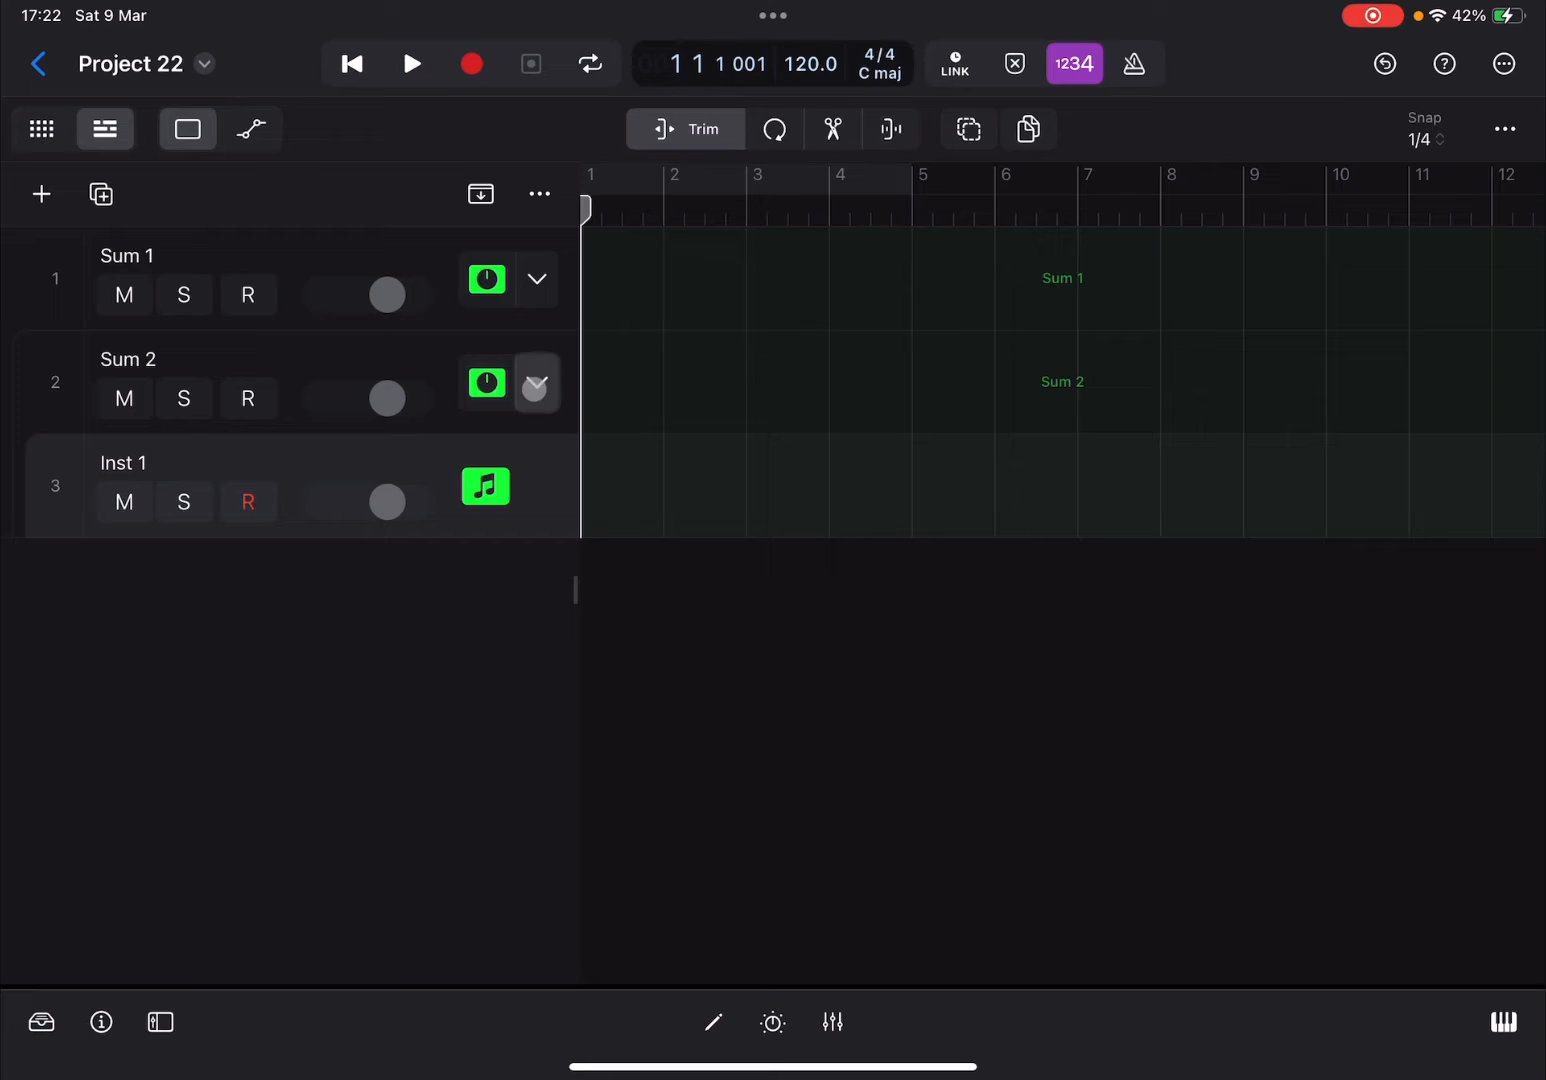 17:22 Sat 9 Mar
42%
Project 22
1 1 1 001
120.0
4/4
C maj
LINK
1234
Trim
Snap
1/4
1 2 3 4 5 6 7 8 9 10 11 12
1
Sum 1
M S R
Sum 1
2
Sum 2
M S R
Sum 2
3
Inst 1
M S R